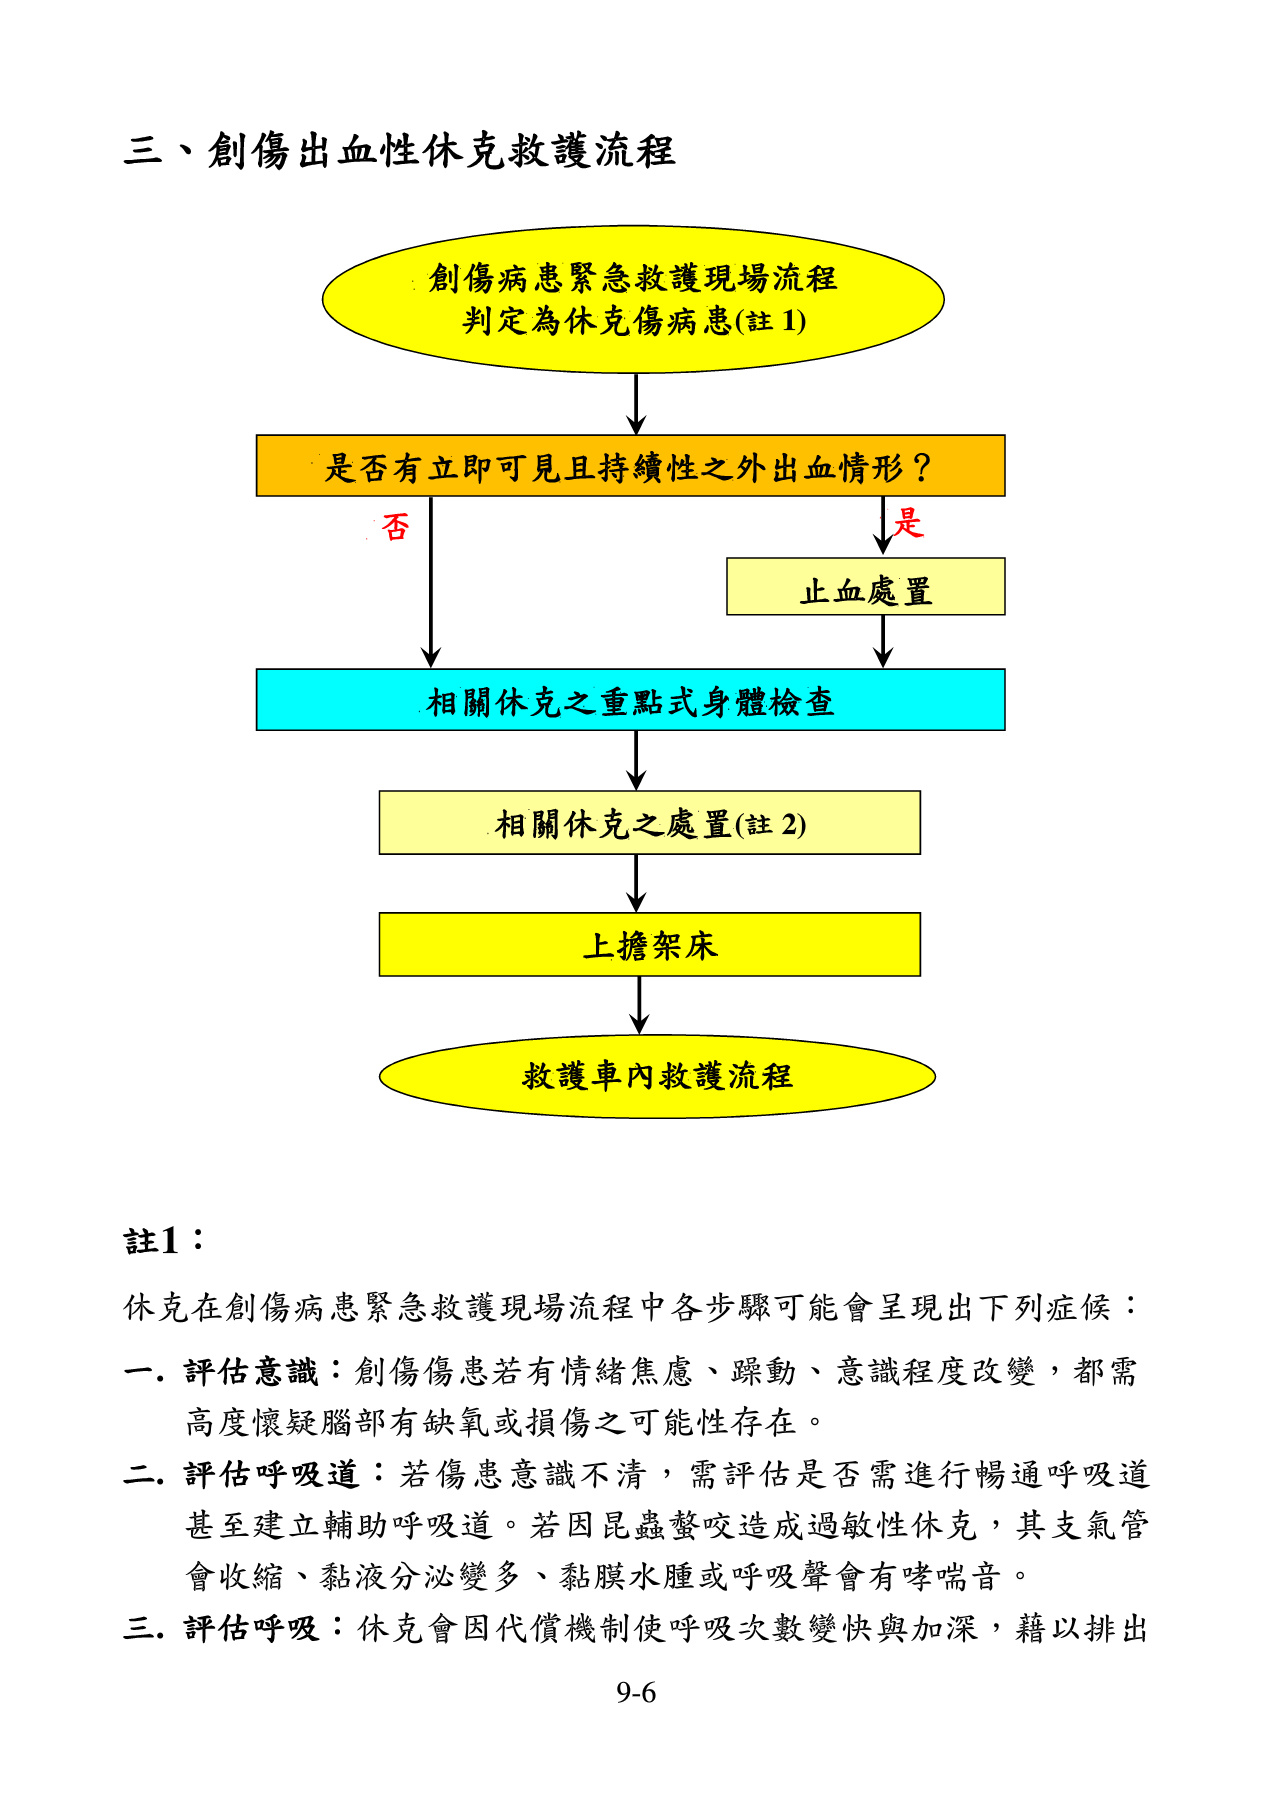 三、創傷出血性休克救護流程
創傷病患緊急救護現場流程
判定為休克傷病患(註 1)
是否有立即可見且持續性之外出血情形？
否
是
止血處置
相關休克之重點式身體檢查
相關休克之處置(註 2)
上擔架床
救護車內救護流程
註1：
休克在創傷病患緊急救護現場流程中各步驟可能會呈現出下列症候：
一. 評估意識：創傷傷患若有情緒焦慮、躁動、意識程度改變，都需
高度懷疑腦部有缺氧或損傷之可能性存在。
二. 評估呼吸道：若傷患意識不清，需評估是否需進行暢通呼吸道
甚至建立輔助呼吸道。若因昆蟲螫咬造成過敏性休克，其支氣管
會收縮、黏液分泌變多、黏膜水腫或呼吸聲會有哮喘音。
三. 評估呼吸：休克會因代償機制使呼吸次數變快與加深，藉以排出
9-6